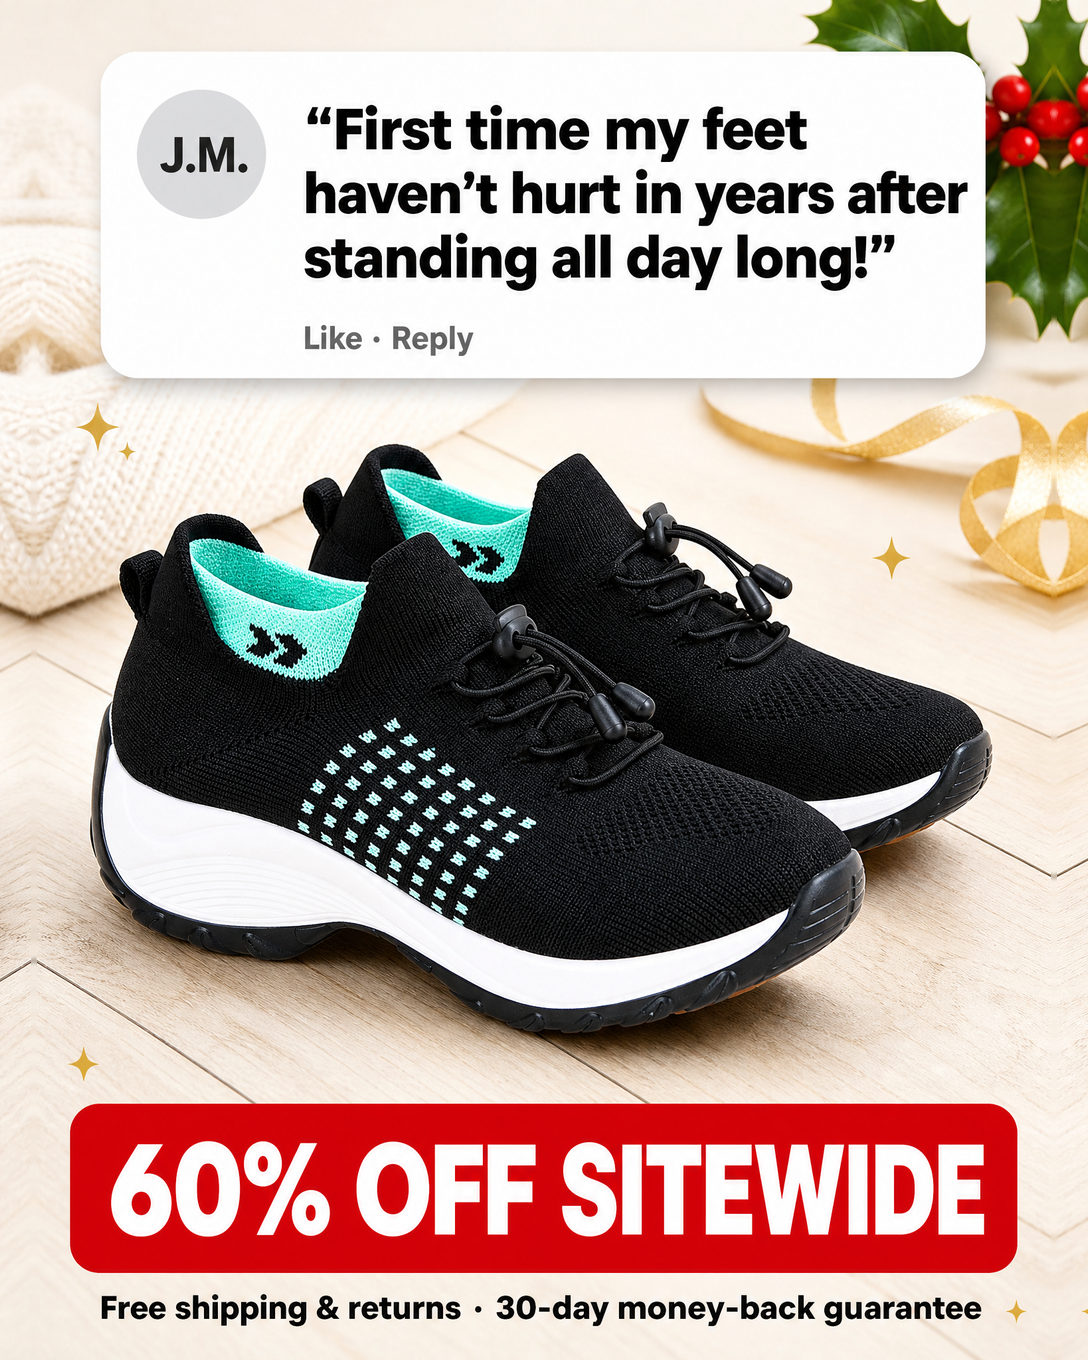 J.M.
“First time my feet
haven’t hurt in years after
standing all day long!”
Like · Reply
60% OFF SITEWIDE
Free shipping & returns · 30-day money-back guarantee